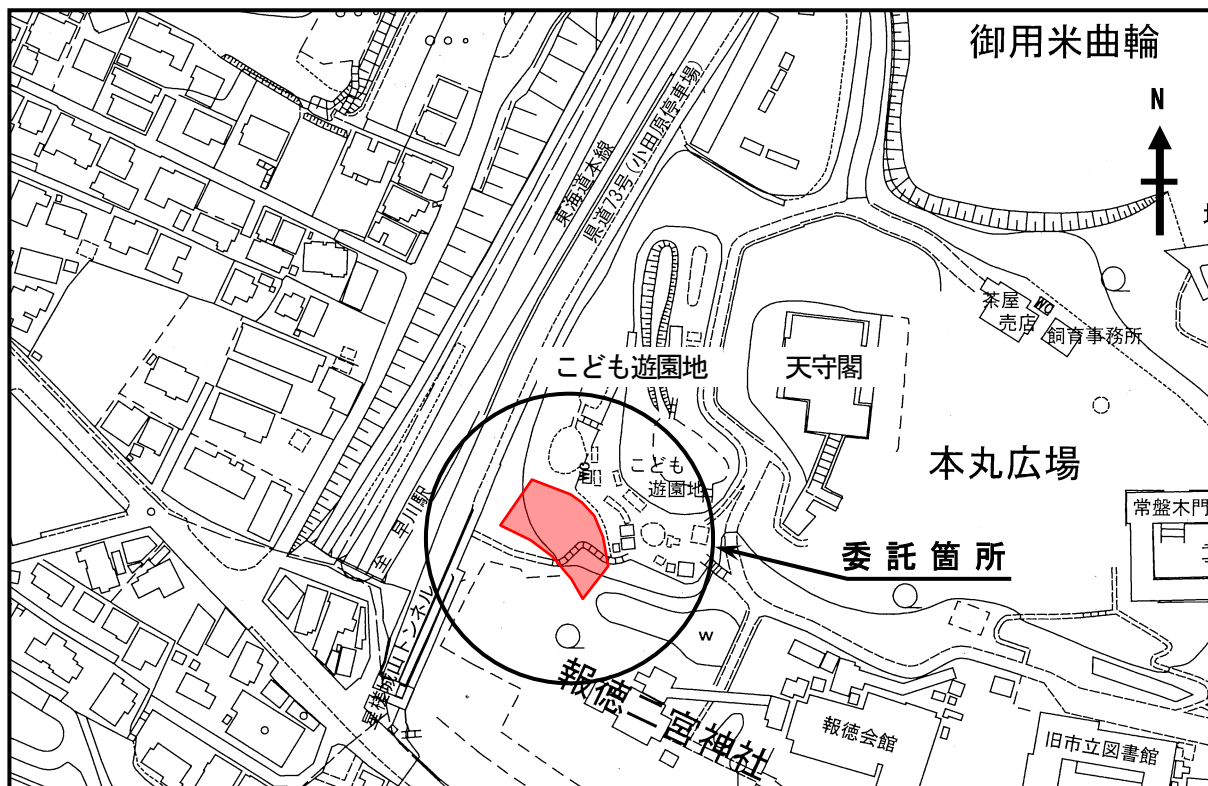 御用米曲輪
N
東海道本線
県道73号(小田原停車場)
茶屋
売店
飼育事務所
こども遊園地
天守閣
こども
遊園地
本丸広場
常盤木門
至 早川駅
委託箇所
W
報徳二宮神社
報徳会館
旧市立図書館